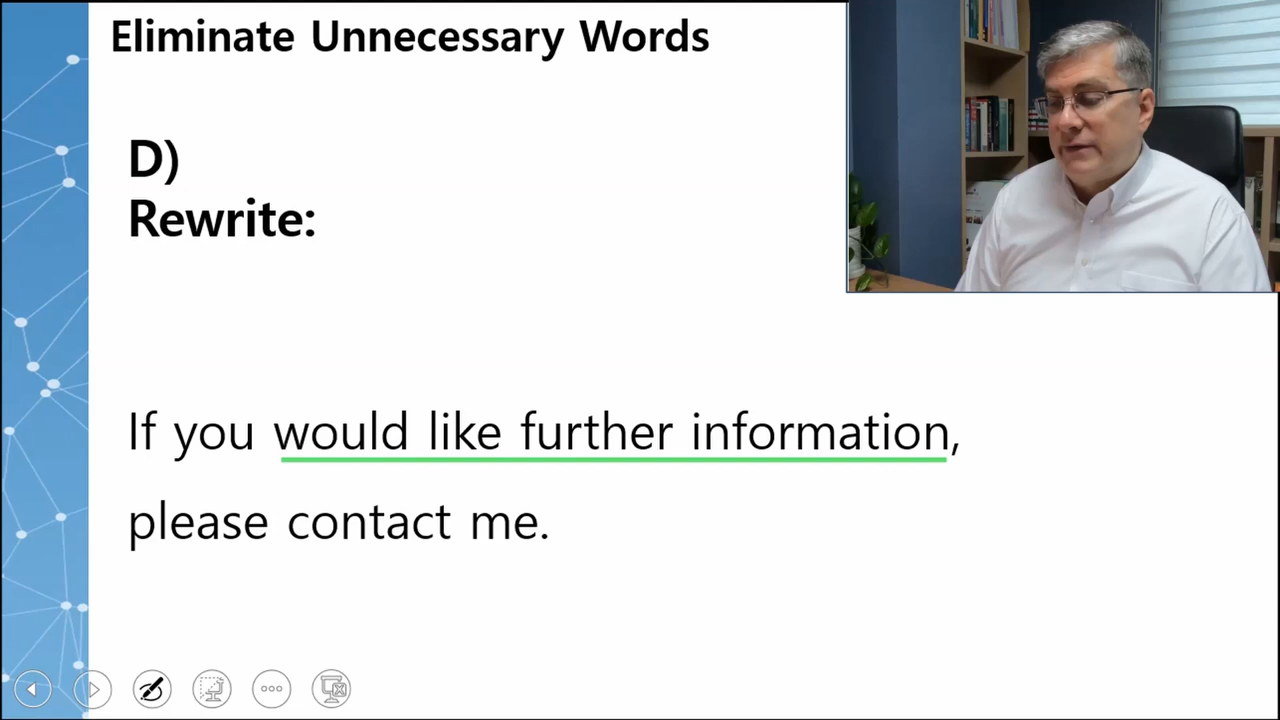 Eliminate Unnecessary Words
D)
Rewrite:
If you would like further information,
please contact me.